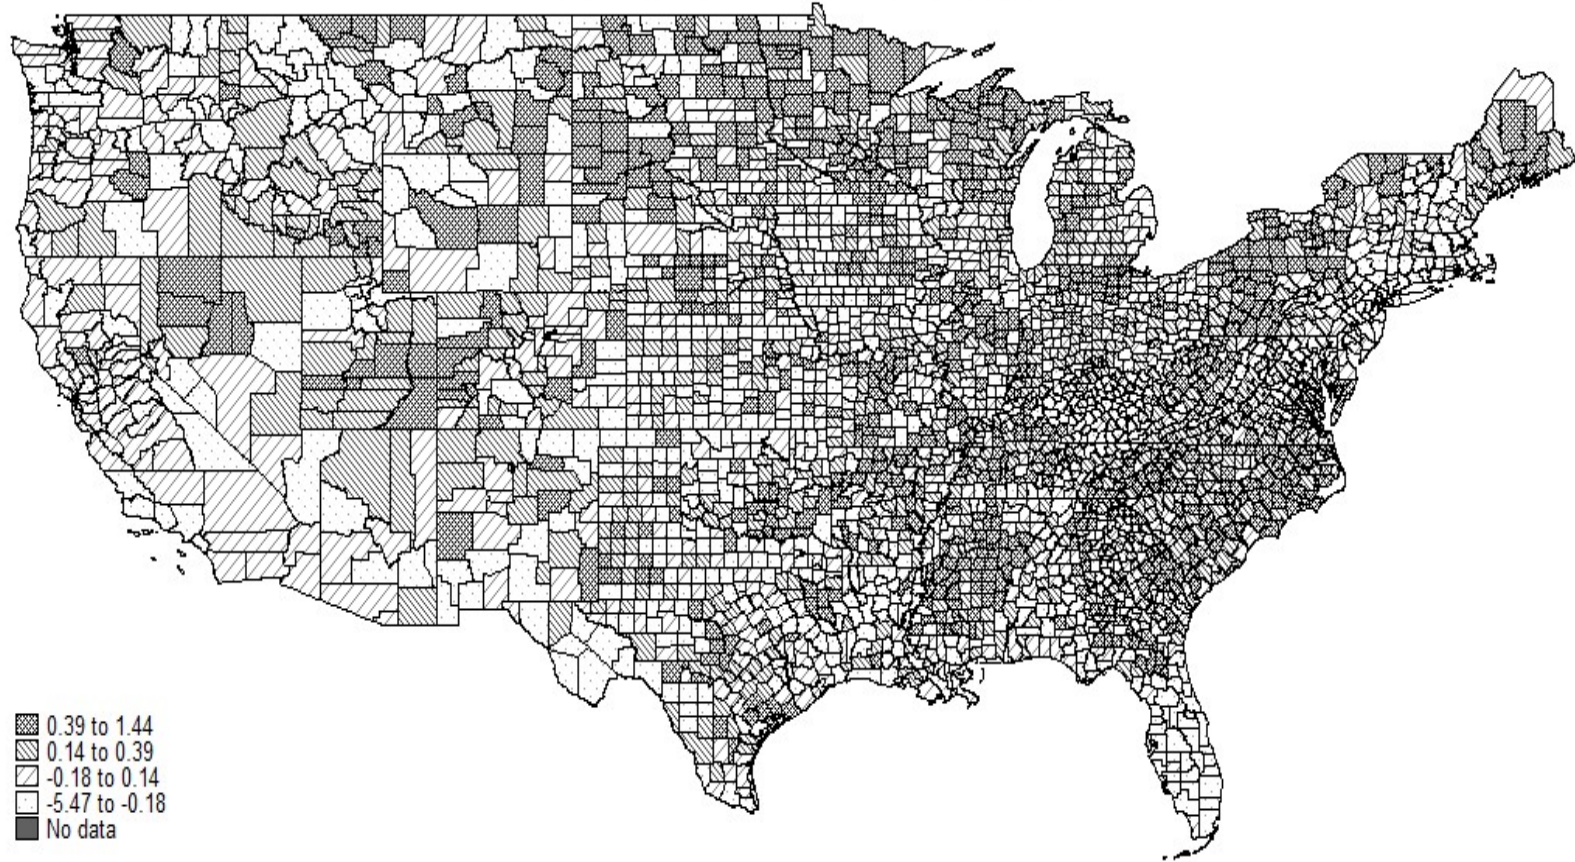 0.39 to 1.44
0.14 to 0.39
-0.18 to 0.14
-5.47 to -0.18
No data